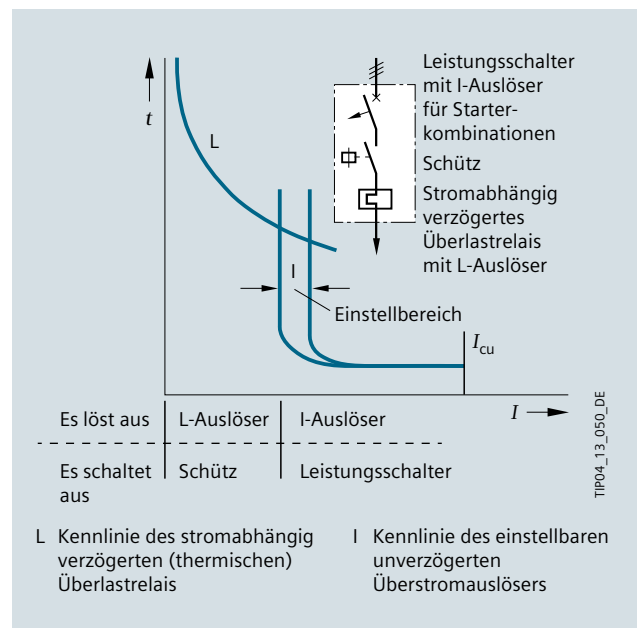 t
L
Leistungsschalter
mit I-Auslöser
für Starter-
kombinationen
Schütz
Stromabhängig
verzögertes
Überlastrelais
mit L-Auslöser
I
Einstellbereich
Icu
I
Es löst aus L-Auslöser I-Auslöser
Es schaltet aus Schütz Leistungsschalter
TIP04_13_050_DE
L Kennlinie des stromabhängig
verzögerten (thermischen)
Überlastrelais
I Kennlinie des einstellbaren
unverzögerten
Überstromauslösers